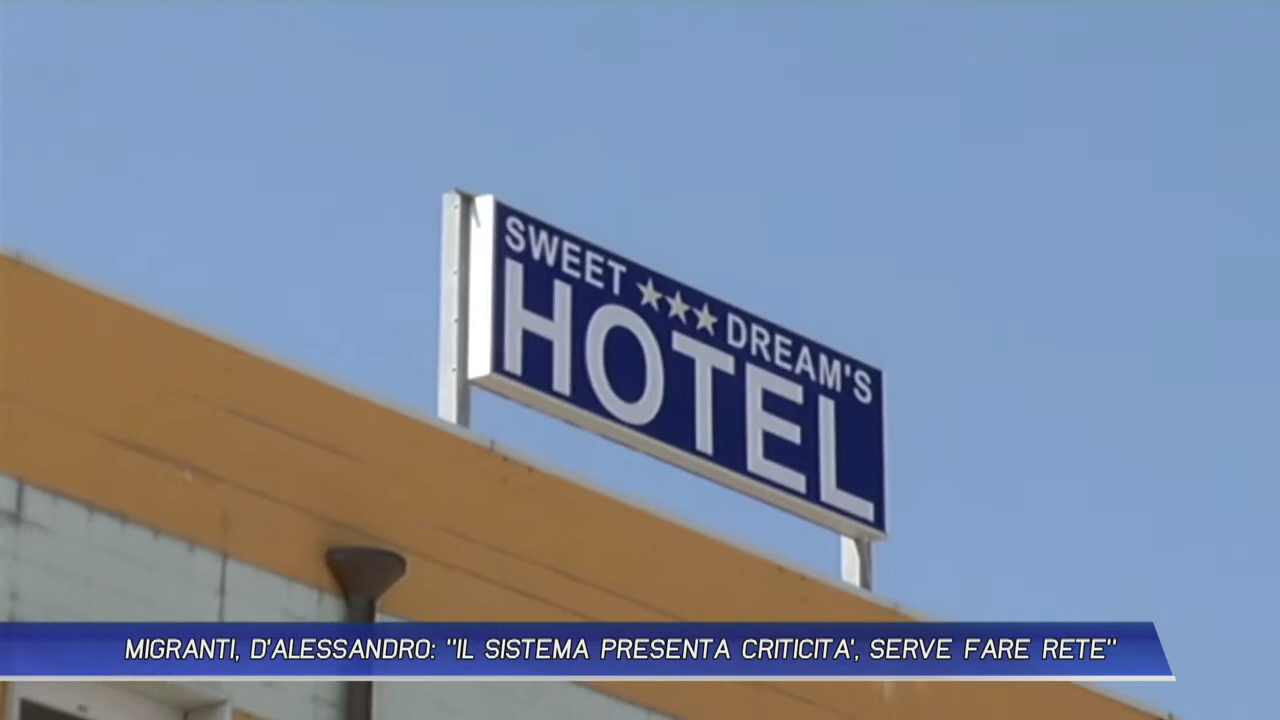 SWEET ★★★ DREAM'S
HOTEL
MIGRANTI, D'ALESSANDRO: "IL SISTEMA PRESENTA CRITICITA', SERVE FARE RETE"